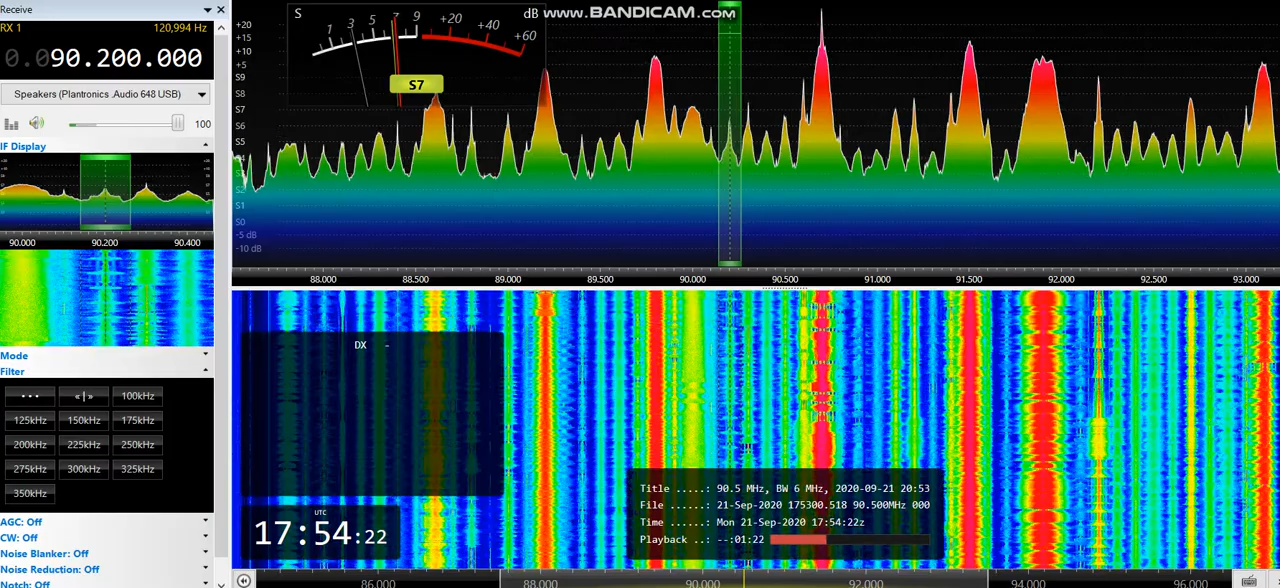 Receive
RX 1 120,994 Hz
0.090.200.000
Speakers (Plantronics .Audio 648 USB)
100
IF Display
90.000 90.200 90.400
Mode
Filter
••• «|» 100kHz
125kHz 150kHz 175kHz
200kHz 225kHz 250kHz
275kHz 300kHz 325kHz
350kHz
AGC: Off
CW: Off
Noise Blanker: Off
Noise Reduction: Off
Notch: Off
www.BANDICAM.com
S dB
1 3 5 7 9 +20 +40 +60
S7
+20
+15
+10
+5
S9
S8
S7
S6
S5
S1
S0
-5 dB
-10 dB
88.000 88.500 89.000 89.500 90.000 90.500 91.000 91.500 92.000 92.500 93.000
DX -
UTC
17:54:22
Title .....: 90.5 MHz, BW 6 MHz, 2020-09-21 20:53
File ......: 21-Sep-2020 175300.518 90.500MHz 000
Time ......: Mon 21-Sep-2020 17:54:22z
Playback ..: --:01:22
86.000 88.000 90.000 92.000 94.000 96.000